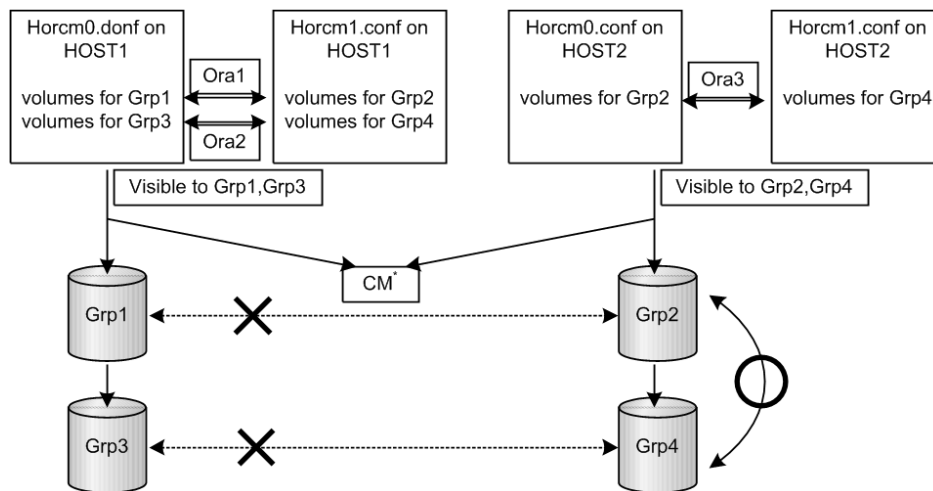 Horcm0.donf on
HOST1
volumes for Grp1
volumes for Grp3
Ora1
Ora2
Horcm1.conf on
HOST1
volumes for Grp2
volumes for Grp4
Horcm0.conf on
HOST2
volumes for Grp2
Ora3
Horcm1.conf on
HOST2
volumes for Grp4
Visible to Grp1,Grp3
Visible to Grp2,Grp4
CM*
Grp1
Grp2
Grp3
Grp4